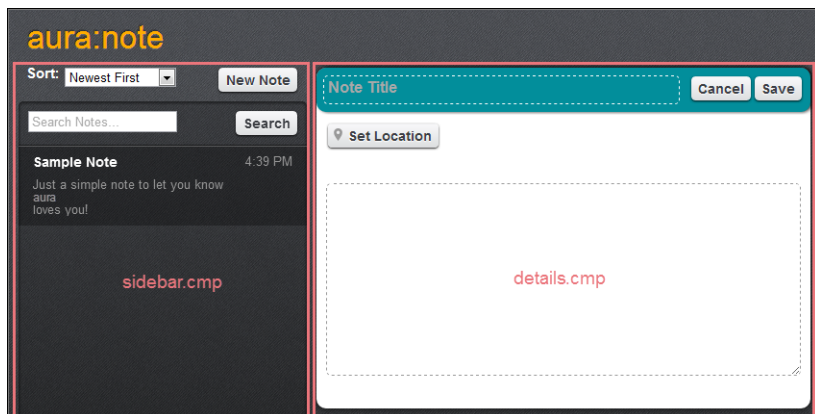 aura:note
Sort: Newest First New Note
Search Notes... Search
Sample Note 4:39 PM
Just a simple note to let you know
aura
loves you!
sidebar.cmp
Note Title Cancel Save
Set Location
details.cmp